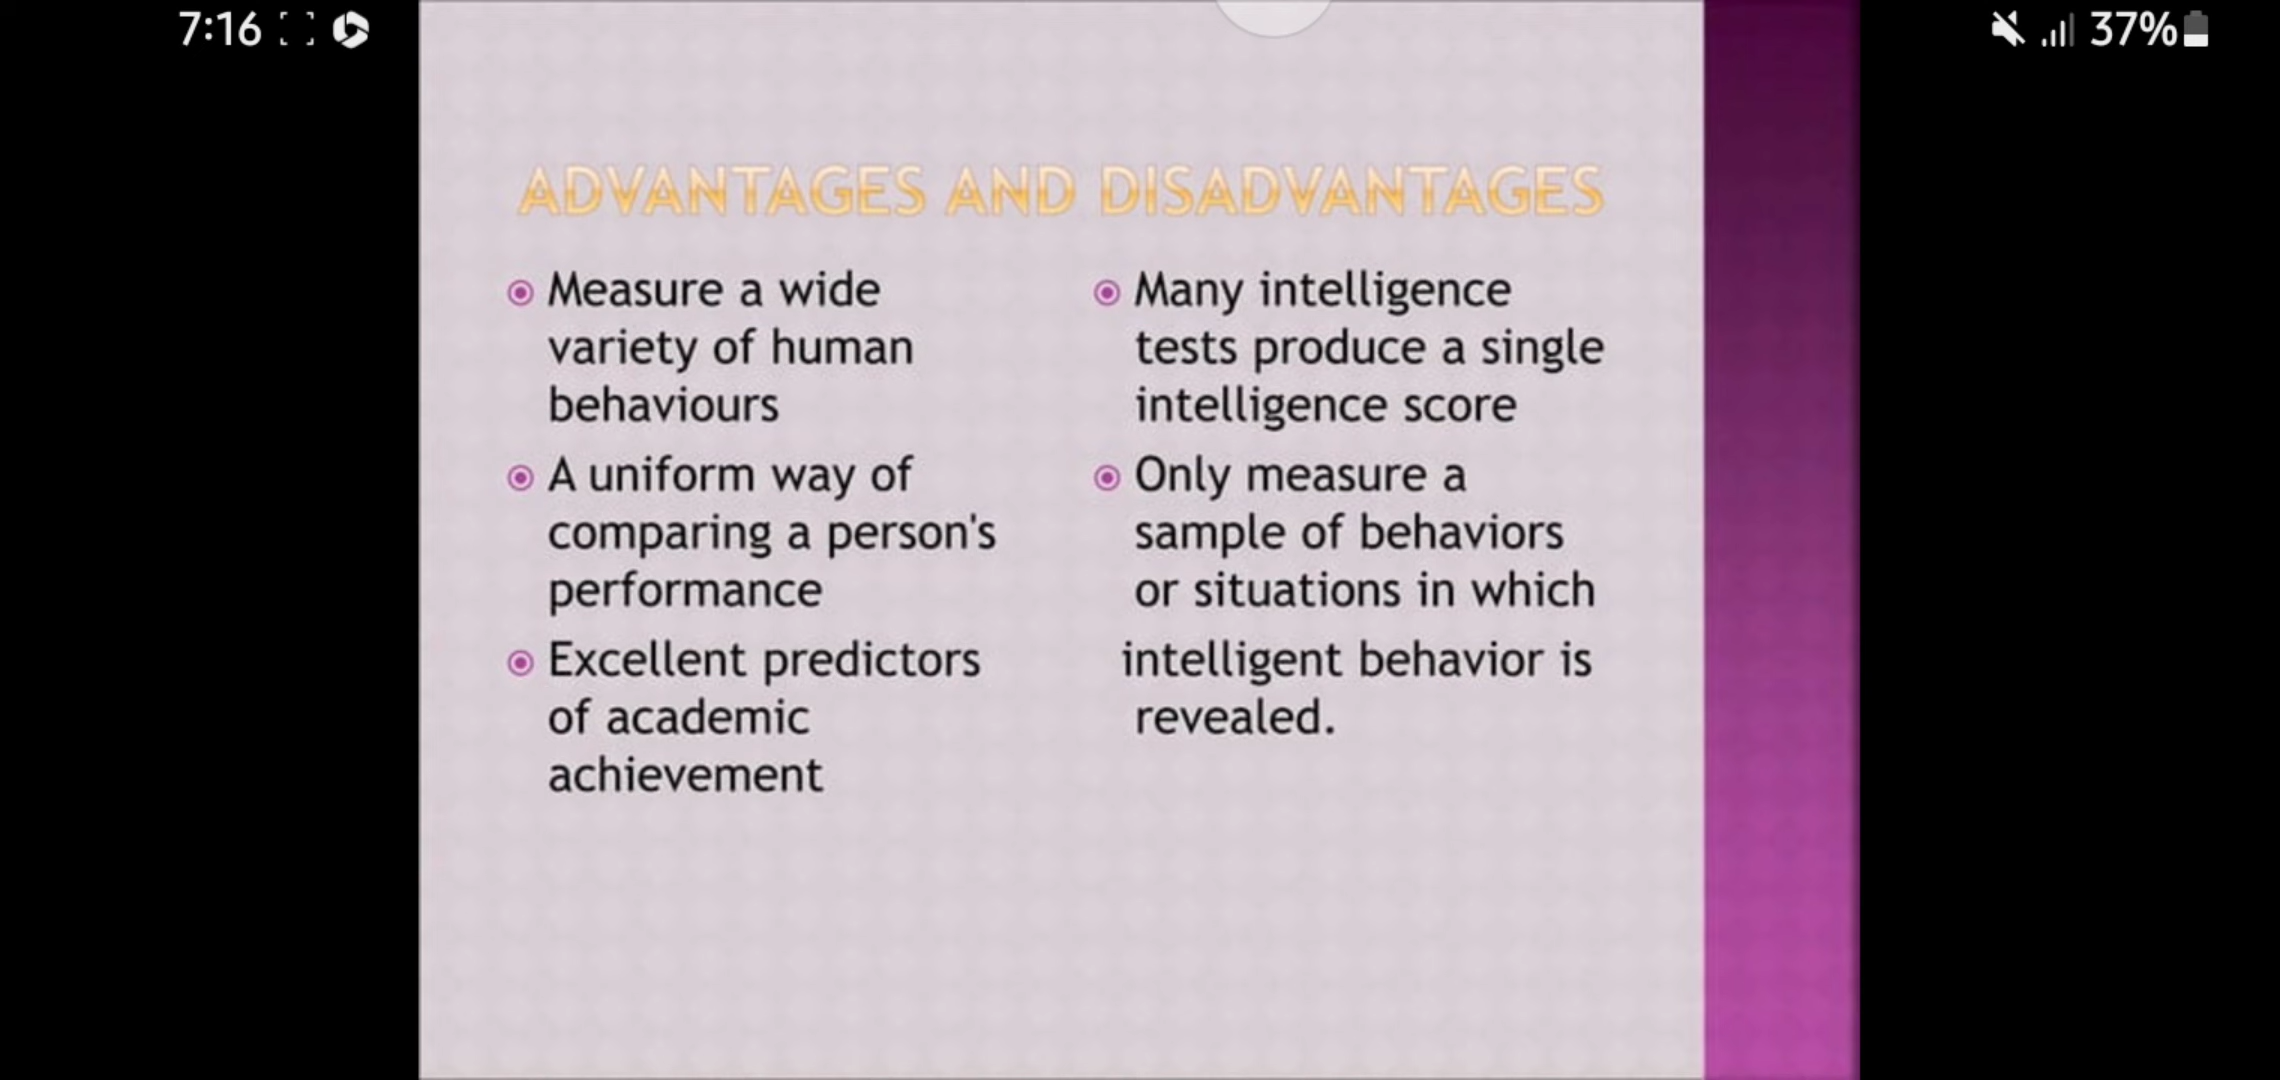 7:16
37%
ADVANTAGES AND DISADVANTAGES
Measure a wide
variety of human
behaviours
A uniform way of
comparing a person's
performance
Excellent predictors
of academic
achievement
Many intelligence
tests produce a single
intelligence score
Only measure a
sample of behaviors
or situations in which
intelligent behavior is
revealed.